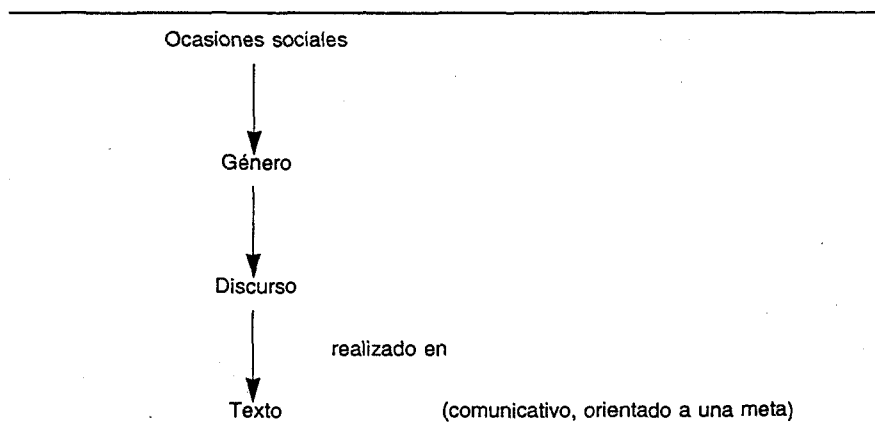 Ocasiones sociales
Género
Discurso
realizado en
Texto (comunicativo, orientado a una meta)